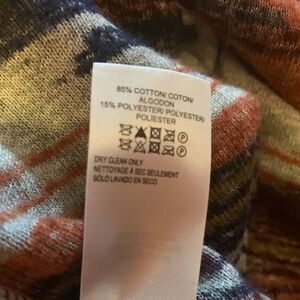 85% COTTON/ COTON/
ALGODON
15% POLYESTER/ POLYESTER/
POLIESTER
DRY CLEAN ONLY
NETTOYAGE À SEC SEULEMENT
SOLO LAVADO EN SECO